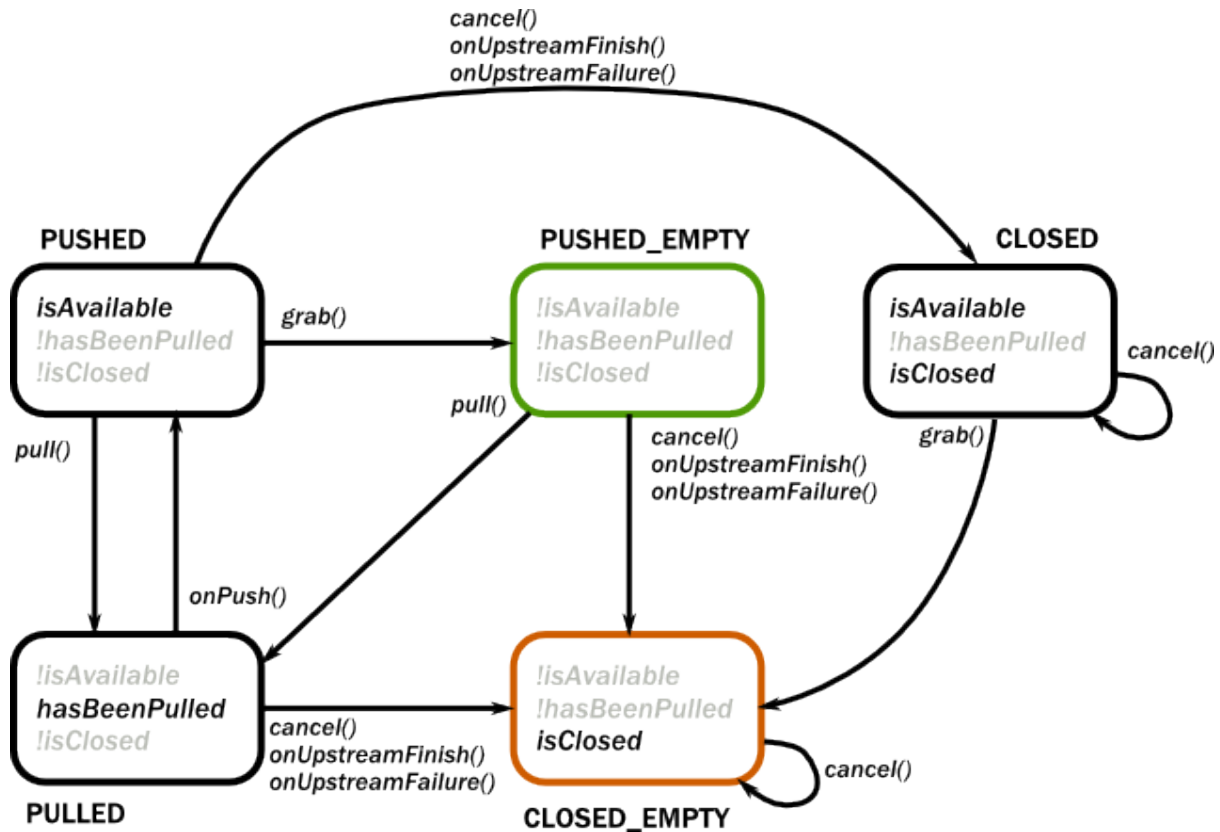 cancel()
onUpstreamFinish()
onUpstreamFailure()
PUSHED
PUSHED_EMPTY
CLOSED
isAvailable
!hasBeenPulled
!isClosed
grab()
!isAvailable
!hasBeenPulled
!isClosed
isAvailable
!hasBeenPulled
isClosed
cancel()
pull()
pull()
cancel()
onUpstreamFinish()
onUpstreamFailure()
grab()
onPush()
!isAvailable
hasBeenPulled
!isClosed
cancel()
onUpstreamFinish()
onUpstreamFailure()
!isAvailable
!hasBeenPulled
isClosed
cancel()
PULLED
CLOSED_EMPTY